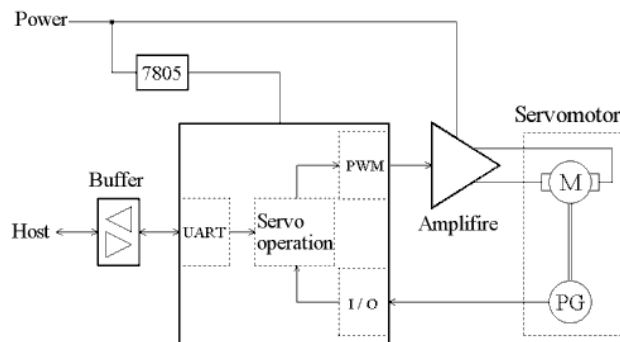 Power
7805
Servomotor
PWM
M
Buffer
Amplifire
Host
UART
Servo
operation
I / O
PG